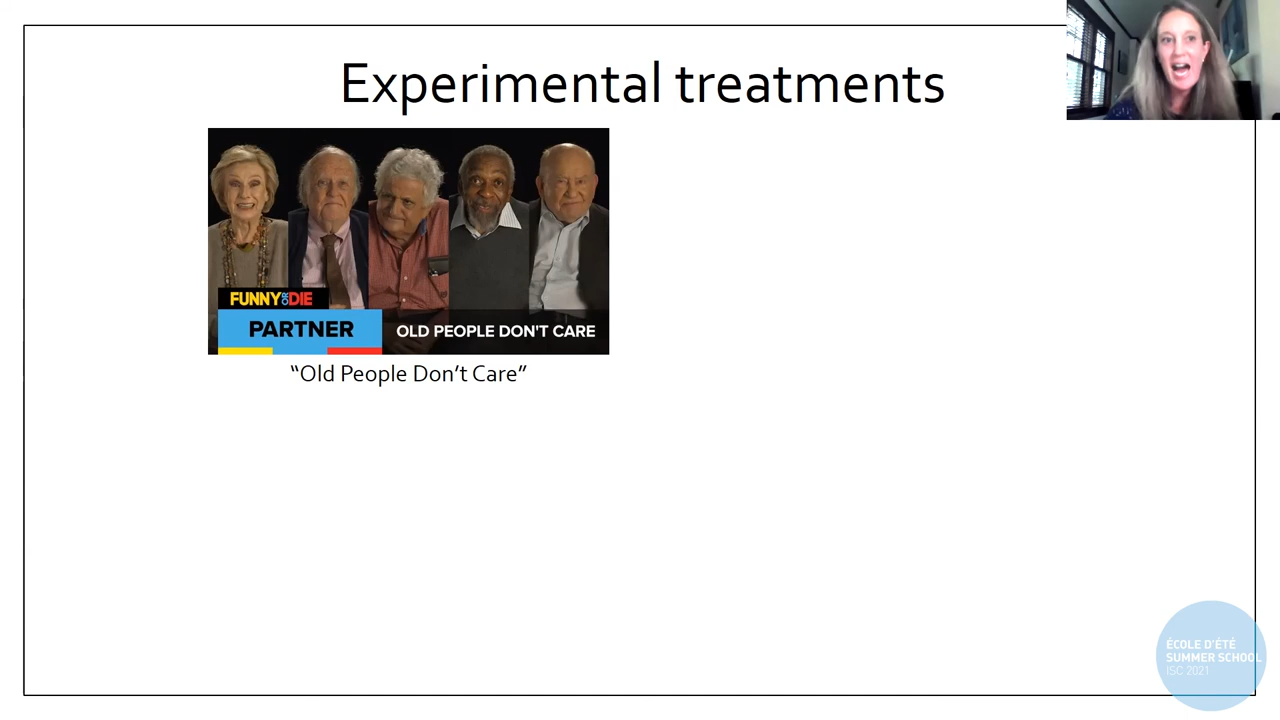 Experimental treatments
FUNNY OR DIE
PARTNER
OLD PEOPLE DON'T CARE
“Old People Don’t Care”
ÉCOLE D'ÉTÉ
SUMMER SCHOOL
ISC 2021